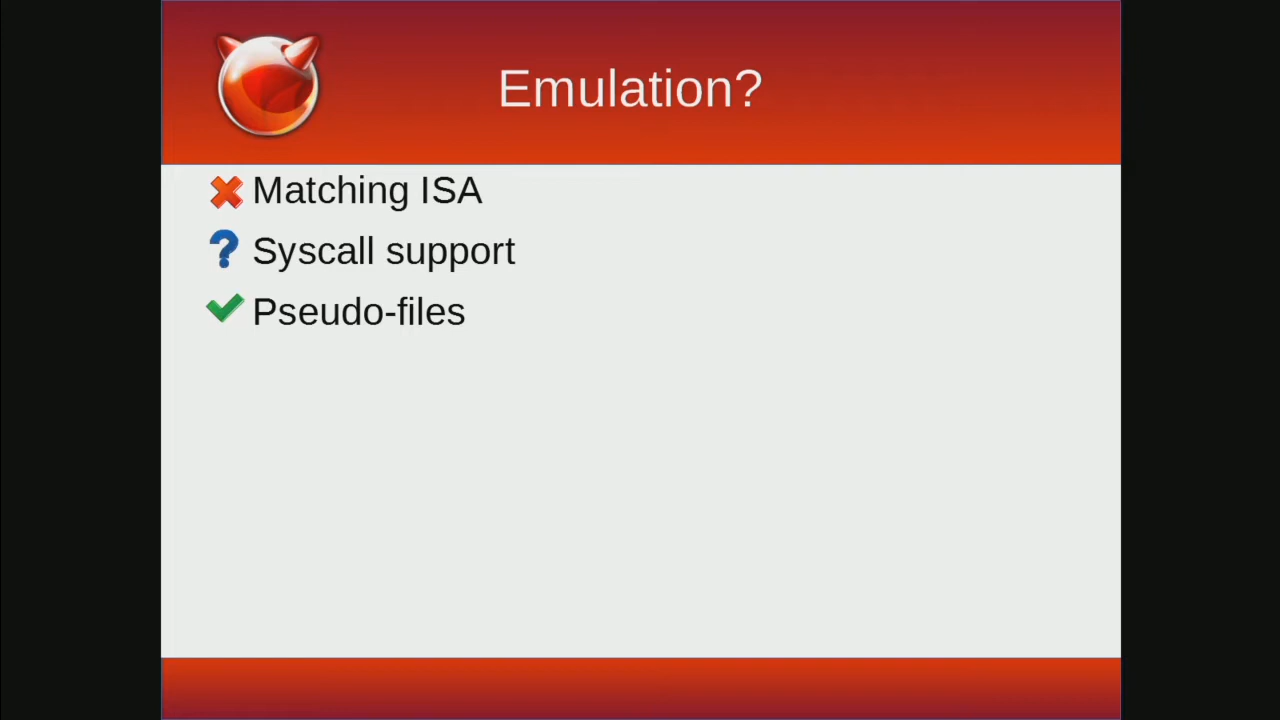 Emulation?
Matching ISA
Syscall support
Pseudo-files